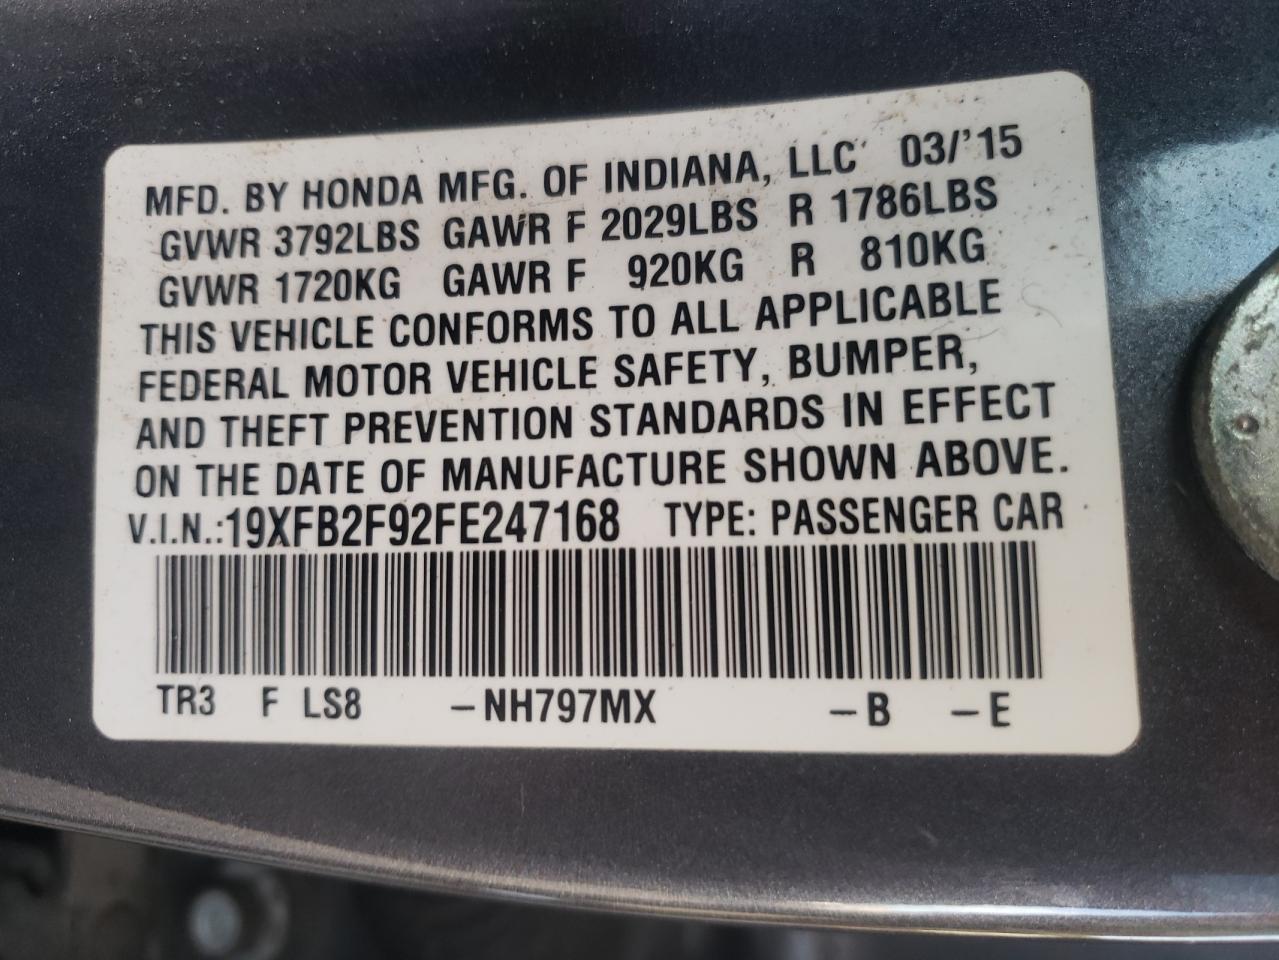 MFD. BY HONDA MFG. OF INDIANA, LLC 03/'15
GVWR 3792LBS GAWR F 2029LBS R 1786LBS
GVWR 1720KG GAWR F 920KG R 810KG
THIS VEHICLE CONFORMS TO ALL APPLICABLE
FEDERAL MOTOR VEHICLE SAFETY, BUMPER,
AND THEFT PREVENTION STANDARDS IN EFFECT
ON THE DATE OF MANUFACTURE SHOWN ABOVE.
V.I.N.:19XFB2F92FE247168 TYPE: PASSENGER CAR
TR3 F LS8 –NH797MX –B –E